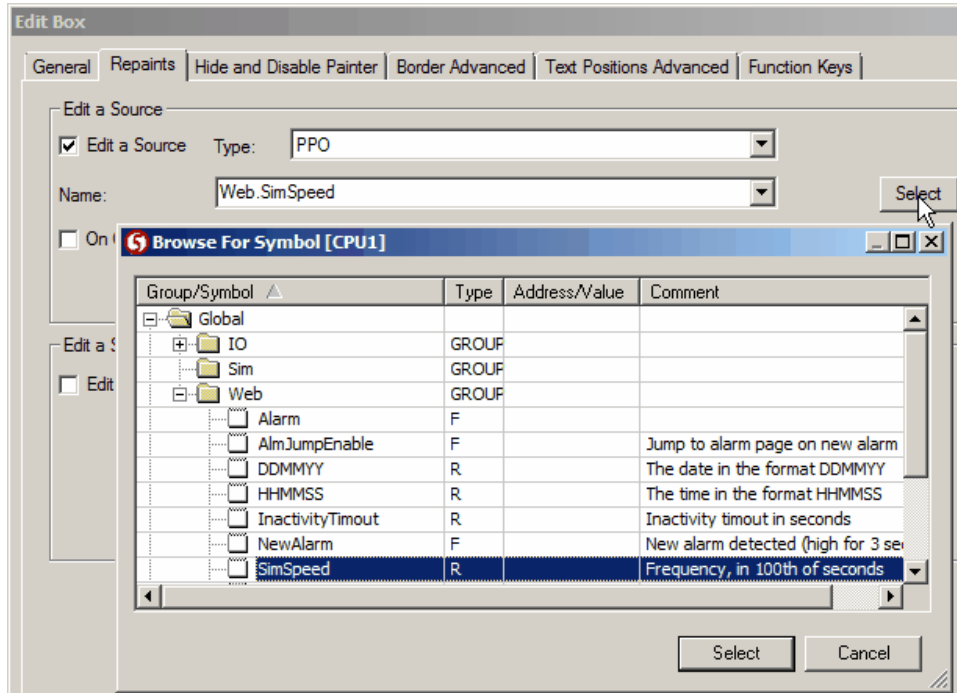 Edit Box
General Repaints Hide and Disable Painter Border Advanced Text Positions Advanced Function Keys
Edit a Source
Edit a Source Type: PPO
Name: Web.SimSpeed Select
On
Browse For Symbol [CPU1]
Group/Symbol Type Address/Value Comment
Global
IO GROUP
Sim GROUP
Web GROUP
Alarm F
AlmJumpEnable F Jump to alarm page on new alarm
DDMMYY R The date in the format DDMMYY
HHMMSS R The time in the format HHMMSS
InactivityTimout R Inactivity timout in seconds
NewAlarm F New alarm detected (high for 3 se
SimSpeed R Frequency, in 100th of seconds
Edit a S
Edit
Select Cancel